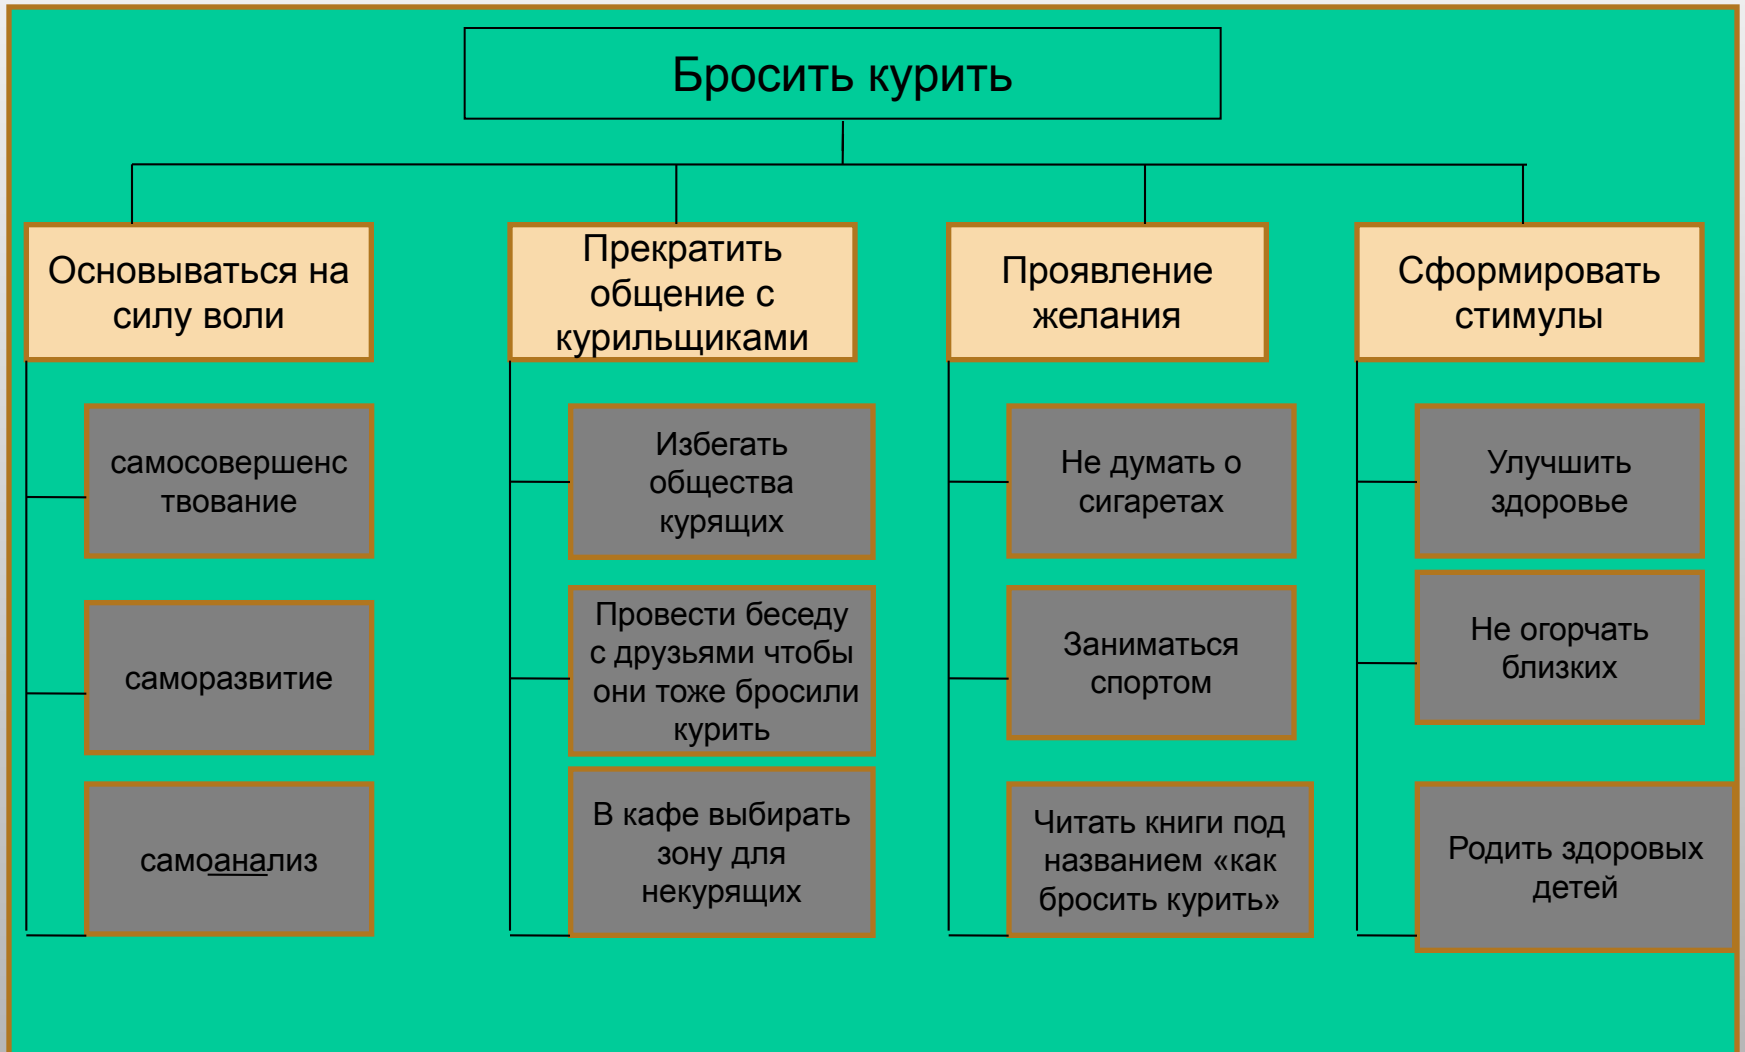 Бросить курить
Основываться на
силу воли
самосовершенс
твование
саморазвитие
самоанализ
Прекратить
общение с
курильщиками
Избегать
общества
курящих
Провести беседу
с друзьями чтобы
они тоже бросили
курить
В кафе выбирать
зону для
некурящих
Проявление
желания
Не думать о
сигаретах
Заниматься
спортом
Читать книги под
названием «как
бросить курить»
Сформировать
стимулы
Улучшить
здоровье
Не огорчать
близких
Родить здоровых
детей